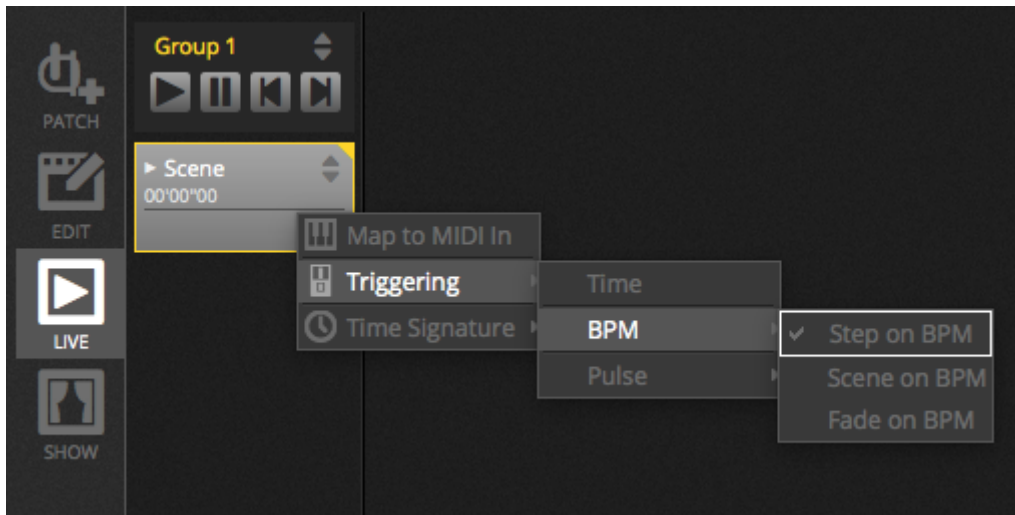 PATCH
EDIT
LIVE
SHOW
Group 1
Scene
00'00"00
Map to MIDI In
Triggering
Time Signature
Time
BPM
Pulse
Step on BPM
Scene on BPM
Fade on BPM